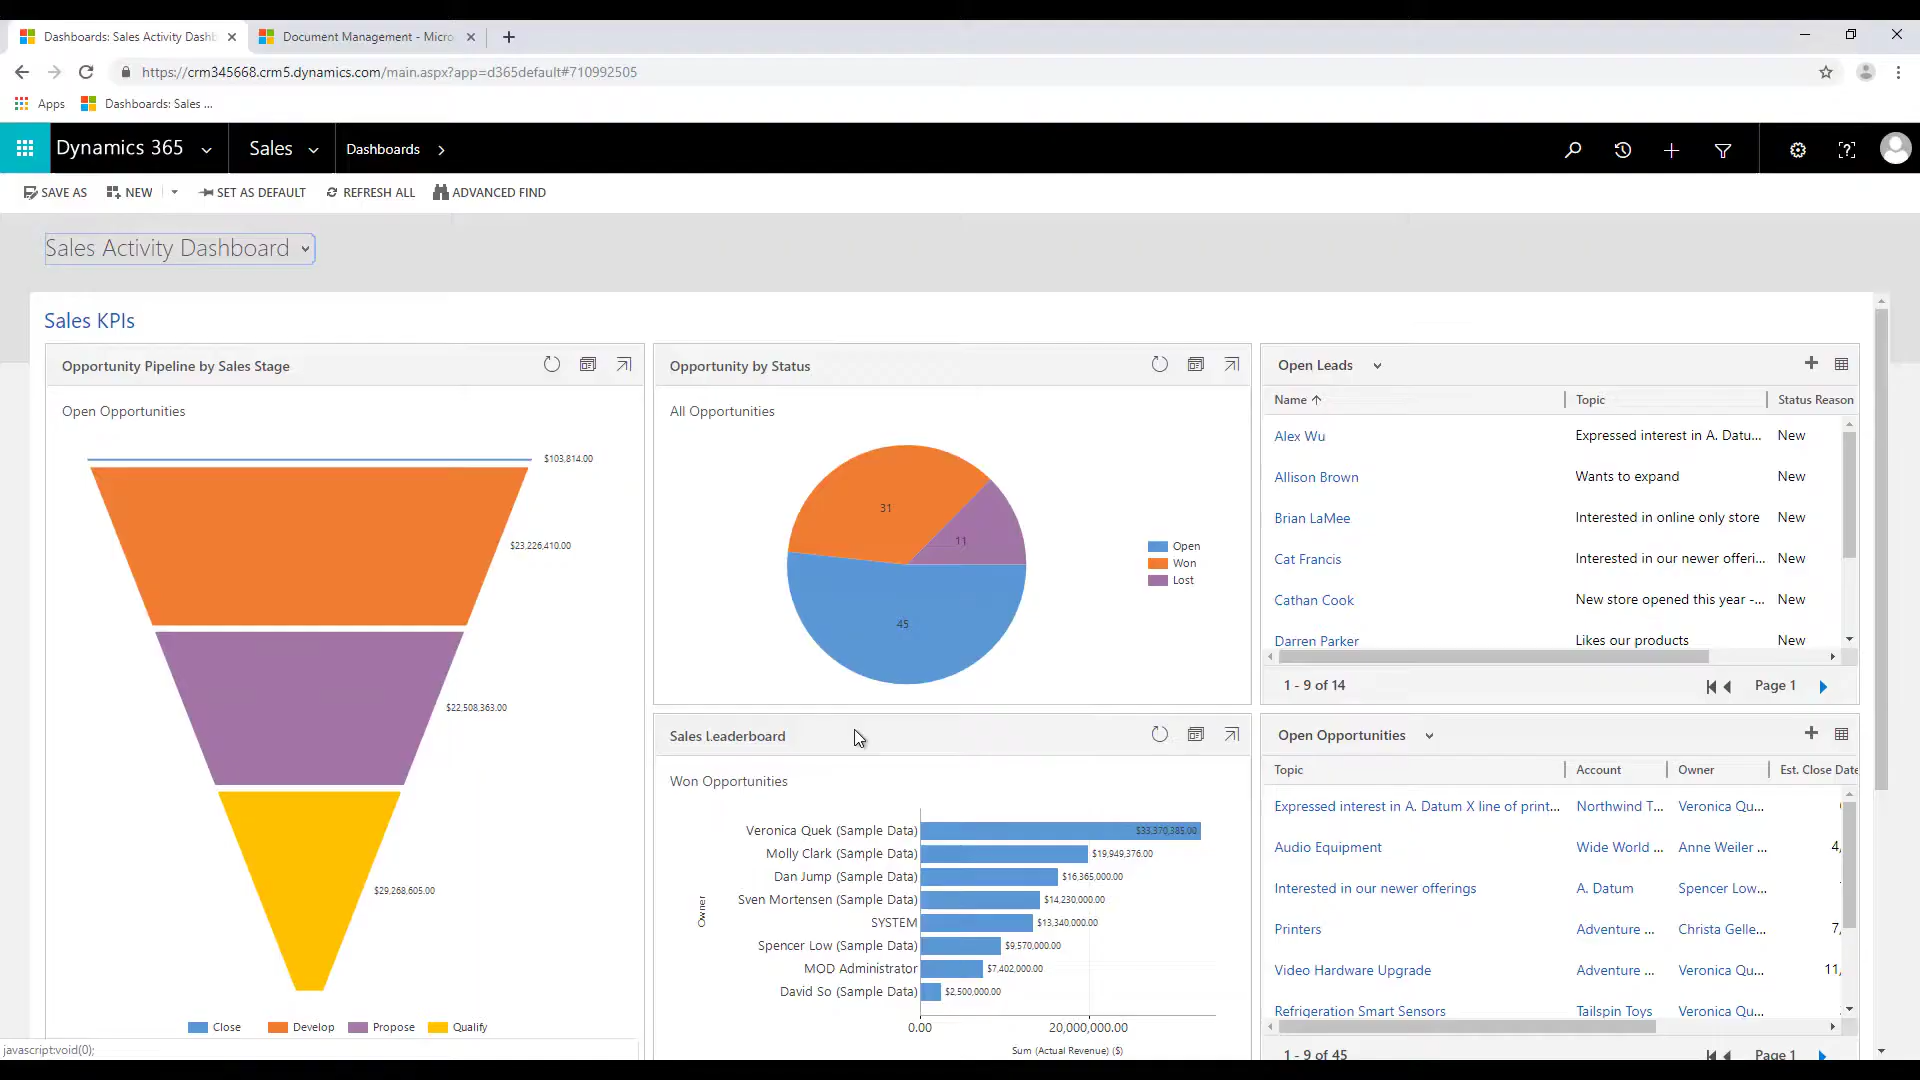 Dashboards: Sales Activity Dashb
Document Management - Micro
https://crm345668.crm5.dynamics.com/main.aspx?app=d365default#710992505
Apps
Dashboards: Sales ...
Dynamics 365
Sales
Dashboards
SAVE AS
NEW
SET AS DEFAULT
REFRESH ALL
ADVANCED FIND
Sales Activity Dashboard
Sales KPIs
Opportunity Pipeline by Sales Stage
Open Opportunities
$103,814.00
$23,226,410.00
$22,508,363.00
$29,268,605.00
Close Develop Propose Qualify
Opportunity by Status
All Opportunities
31
11
45
Open
Won
Lost
Open Leads
Name Topic Status Reason
Alex Wu Expressed interest in A. Datu... New
Allison Brown Wants to expand New
Brian LaMee Interested in online only store New
Cat Francis Interested in our newer offeri... New
Cathan Cook New store opened this year -... New
Darren Parker Likes our products New
1 - 9 of 14 Page 1
Sales Leaderboard
Won Opportunities
Owner
Veronica Quek (Sample Data) $33,370,385.00
Molly Clark (Sample Data) $19,949,376.00
Dan Jump (Sample Data) $16,365,000.00
Sven Mortensen (Sample Data) $14,230,000.00
SYSTEM $13,340,000.00
Spencer Low (Sample Data) $9,570,000.00
MOD Administrator $7,402,000.00
David So (Sample Data) $2,500,000.00
0.00 20,000,000.00
Sum (Actual Revenue) ($)
Open Opportunities
Topic Account Owner Est. Close Date
Expressed interest in A. Datum X line of print... Northwind T... Veronica Qu...
Audio Equipment Wide World ... Anne Weiler ... 4,
Interested in our newer offerings A. Datum Spencer Low...
Printers Adventure ... Christa Gelle... 7,
Video Hardware Upgrade Adventure ... Veronica Qu... 11,
Refrigeration Smart Sensors Tailspin Toys Veronica Qu...
1 - 9 of 45 Page 1
javascript:void(0);